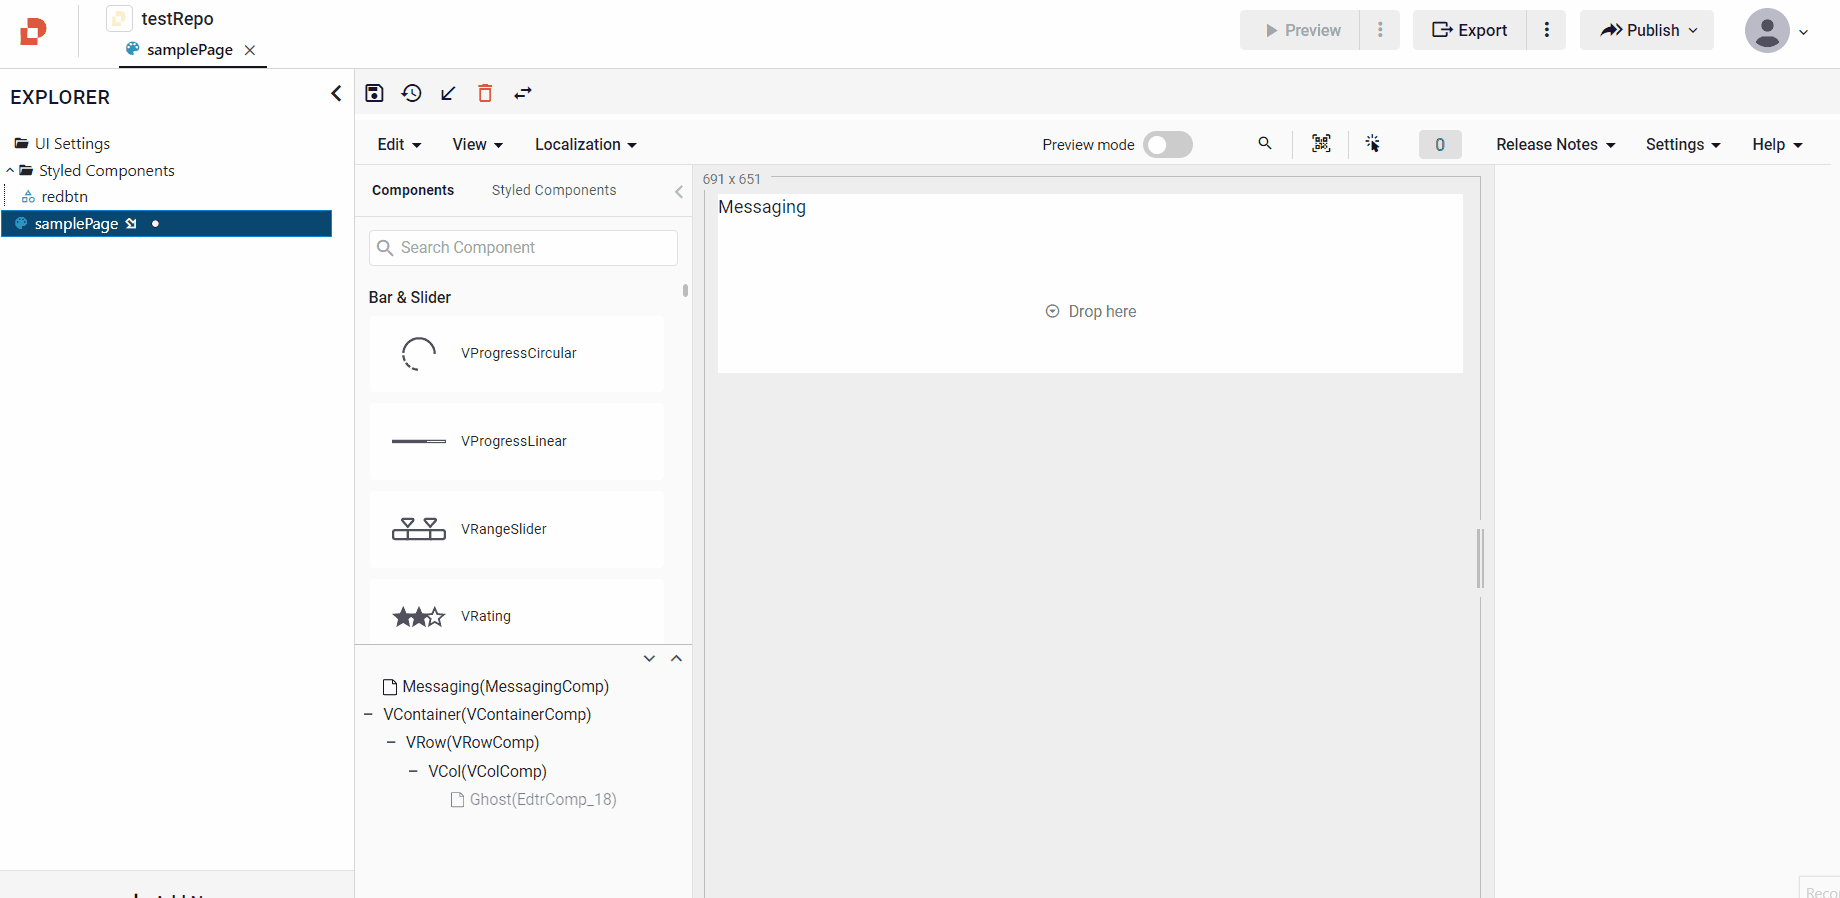 testRepo
samplePage
Preview
Export
Publish
EXPLORER
UI Settings
Styled Components
redbtn
samplePage
Edit
View
Localization
Preview mode
0
Release Notes
Settings
Help
Components
Styled Components
Search Component
Bar & Slider
VProgressCircular
VProgressLinear
VRangeSlider
VRating
691 x 651
Messaging
Drop here
Messaging(MessagingComp)
VContainer(VContainerComp)
VRow(VRowComp)
VCol(VColComp)
Ghost(EdtrComp_18)